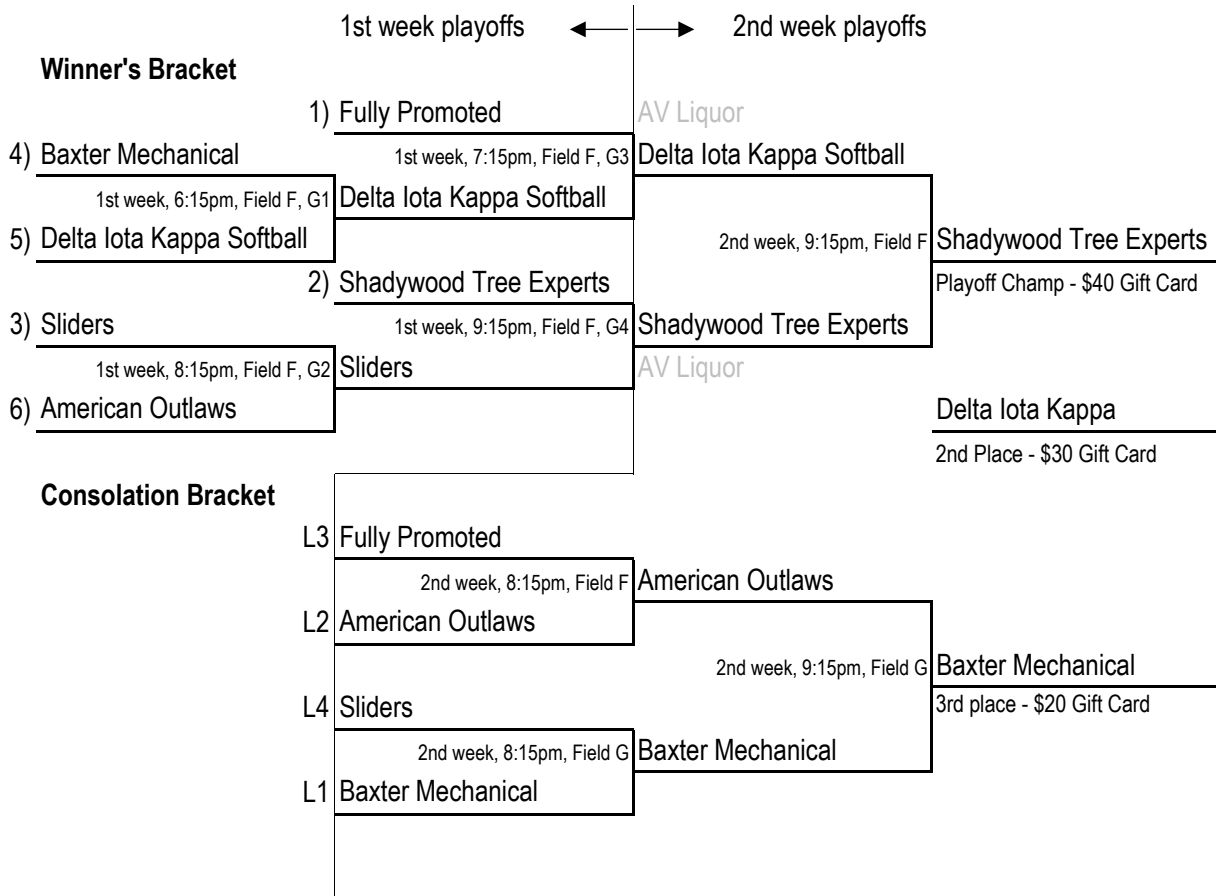 1st week playoffs 2nd week playoffs
Winner's Bracket
1) Fully Promoted AV Liquor
4) Baxter Mechanical 1st week, 7:15pm, Field F, G3 Delta Iota Kappa Softball
1st week, 6:15pm, Field F, G1 Delta Iota Kappa Softball
5) Delta Iota Kappa Softball 2nd week, 9:15pm, Field F Shadywood Tree Experts
2) Shadywood Tree Experts Playoff Champ - $40 Gift Card
3) Sliders 1st week, 9:15pm, Field F, G4 Shadywood Tree Experts
1st week, 8:15pm, Field F, G2 Sliders AV Liquor
6) American Outlaws Delta Iota Kappa
2nd Place - $30 Gift Card
Consolation Bracket
L3 Fully Promoted
2nd week, 8:15pm, Field F American Outlaws
L2 American Outlaws
2nd week, 9:15pm, Field G Baxter Mechanical
L4 Sliders 3rd place - $20 Gift Card
2nd week, 8:15pm, Field G Baxter Mechanical
L1 Baxter Mechanical